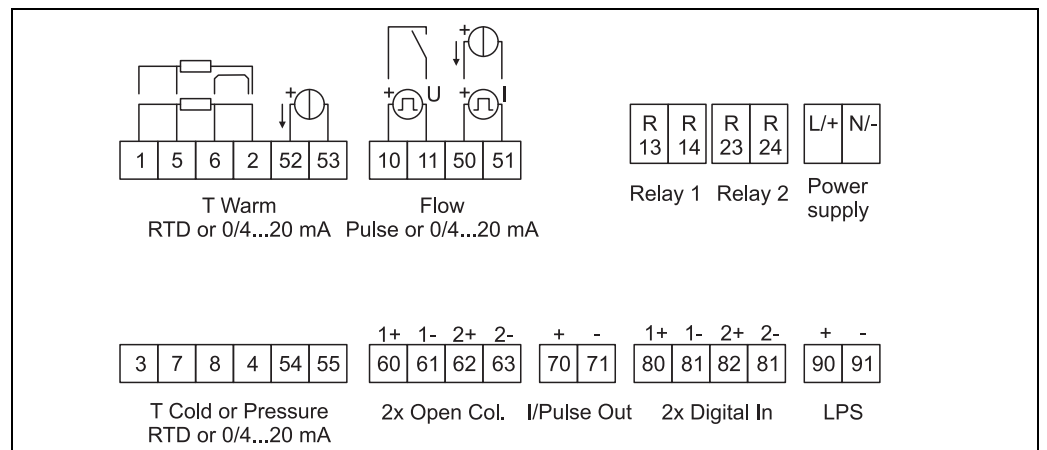 + +
+ + U + I
R 13 R 14 R 23 R 24 L/+ N/-
1 5 6 2 52 53 10 11 50 51
Relay 1 Relay 2 Power supply
T Warm
RTD or 0/4...20 mA
Flow
Pulse or 0/4...20 mA
1+ 1- 2+ 2- + - 1+ 1- 2+ 2- + -
3 7 8 4 54 55 60 61 62 63 70 71 80 81 82 81 90 91
T Cold or Pressure
RTD or 0/4...20 mA
2x Open Col. I/Pulse Out 2x Digital In LPS